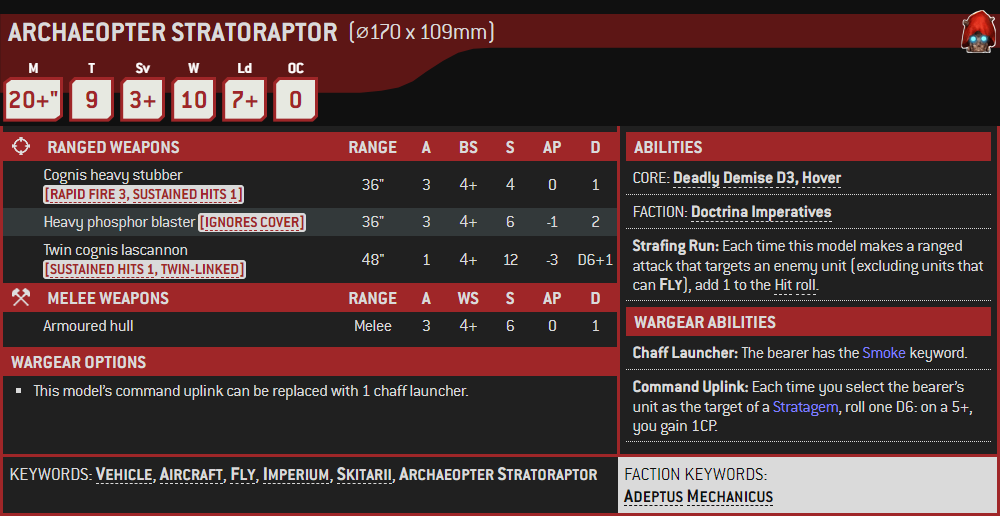 ARCHAEOPTER STRATORAPTOR (⌀170 x 109mm)
M T Sv W Ld OC
20+" 9 3+ 10 7+ 0
RANGED WEAPONS RANGE A BS S AP D
Cognis heavy stubber
[RAPID FIRE 3, SUSTAINED HITS 1]
36" 3 4+ 4 0 1
Heavy phosphor blaster [IGNORES COVER] 36" 3 4+ 6 -1 2
Twin cognis lascannon
[SUSTAINED HITS 1, TWIN-LINKED]
48" 1 4+ 12 -3 D6+1
MELEE WEAPONS RANGE A WS S AP D
Armoured hull Melee 3 4+ 6 0 1
WARGEAR OPTIONS
▪ This model's command uplink can be replaced with 1 chaff launcher.
ABILITIES
CORE: Deadly Demise D3, Hover
FACTION: Doctrina Imperatives
Strafing Run: Each time this model makes a ranged
attack that targets an enemy unit (excluding units that
can FLY), add 1 to the Hit roll.
WARGEAR ABILITIES
Chaff Launcher: The bearer has the Smoke keyword.
Command Uplink: Each time you select the bearer's
unit as the target of a Stratagem, roll one D6: on a 5+,
you gain 1CP.
KEYWORDS: VEHICLE, AIRCRAFT, FLY, IMPERIUM, SKITARII, ARCHAEOPTER STRATORAPTOR
FACTION KEYWORDS:
ADEPTUS MECHANICUS